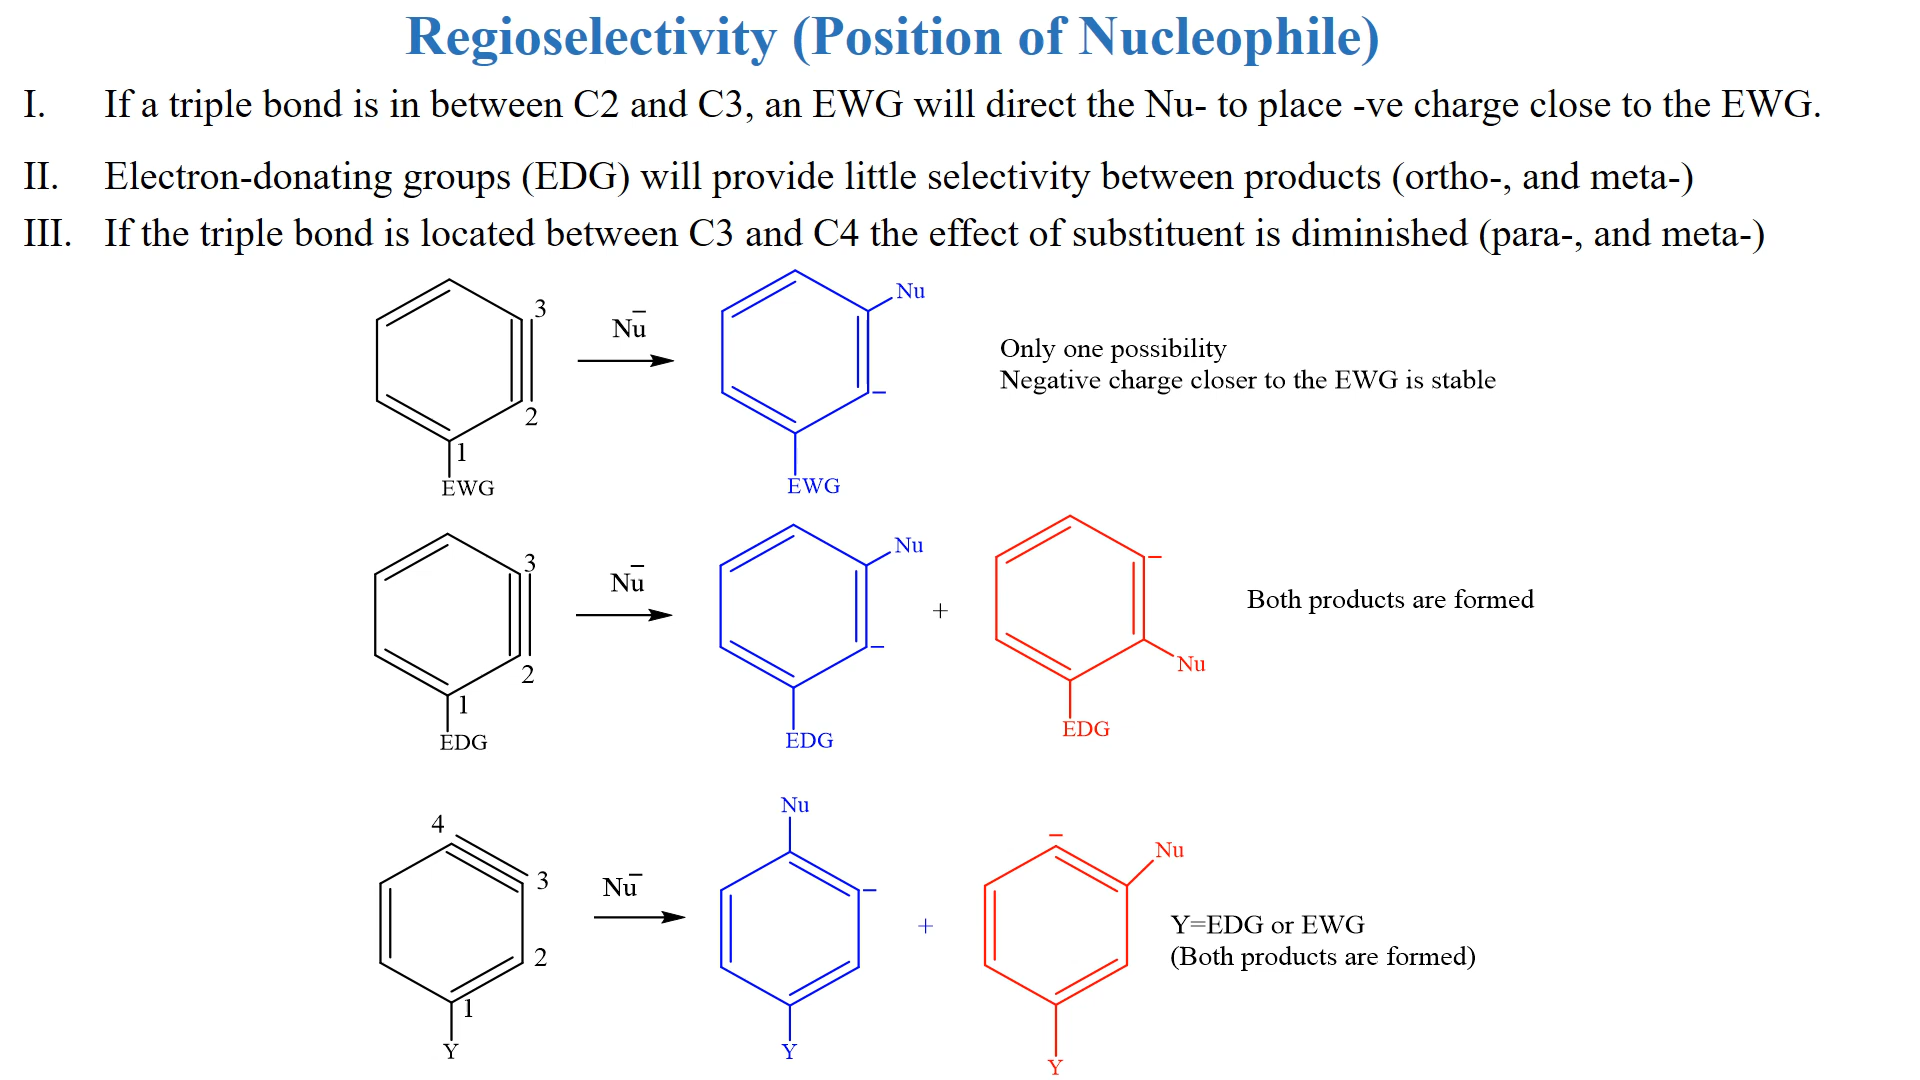 Regioselectivity (Position of Nucleophile)
I. If a triple bond is in between C2 and C3, an EWG will direct the Nu- to place -ve charge close to the EWG.
II. Electron-donating groups (EDG) will provide little selectivity between products (ortho-, and meta-)
III. If the triple bond is located between C3 and C4 the effect of substituent is diminished (para-, and meta-)
3
2
1
EWG
Nu̅
Nu
−
EWG
Only one possibility
Negative charge closer to the EWG is stable
3
2
1
EDG
Nu̅
Nu
−
EDG
+
−
Nu
EDG
Both products are formed
4
3
2
1
Y
Nu̅
Nu
−
Y
+
−
Nu
Y
Y=EDG or EWG
(Both products are formed)